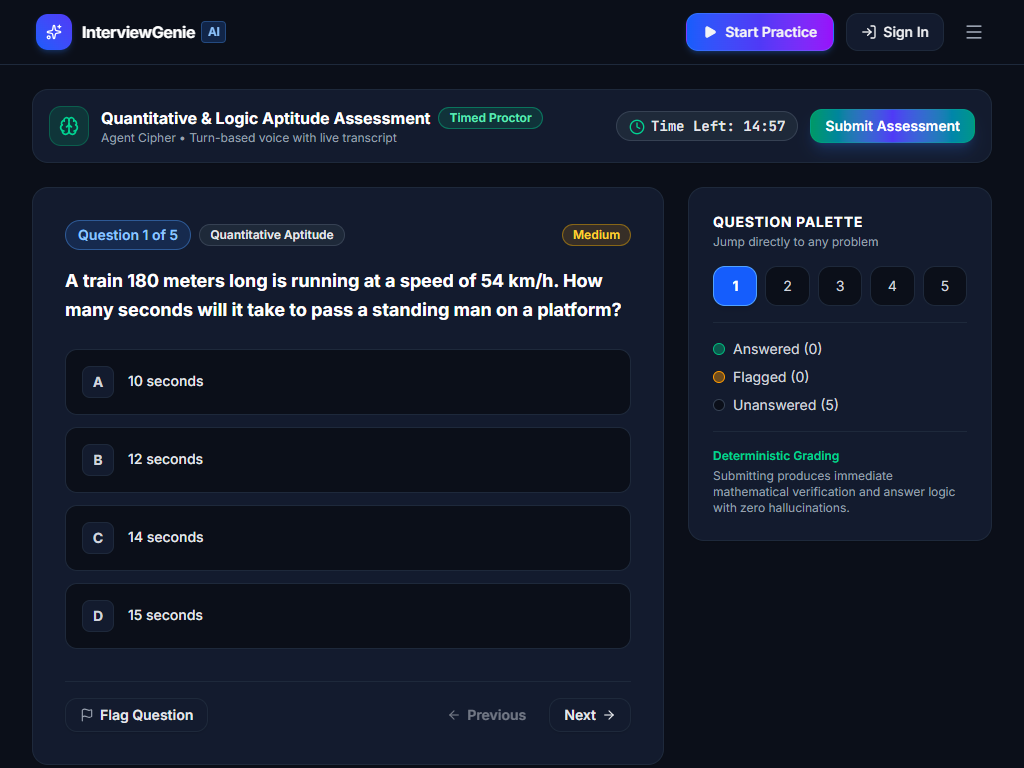 InterviewGenie AI
Start Practice
Sign In
Quantitative & Logic Aptitude Assessment
Timed Proctor
Agent Cipher • Turn-based voice with live transcript
Time Left: 14:57
Submit Assessment
Question 1 of 5
Quantitative Aptitude
Medium
A train 180 meters long is running at a speed of 54 km/h. How
many seconds will it take to pass a standing man on a platform?
A 10 seconds
B 12 seconds
C 14 seconds
D 15 seconds
Flag Question
← Previous
Next →
QUESTION PALETTE
Jump directly to any problem
1 2 3 4 5
Answered (0)
Flagged (0)
Unanswered (5)
Deterministic Grading
Submitting produces immediate
mathematical verification and answer logic
with zero hallucinations.